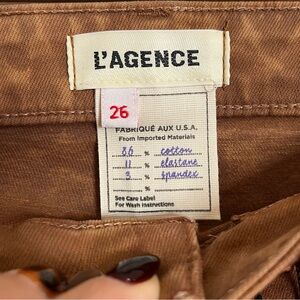 L'AGENCE
26
FABRIQUÉ AUX U.S.A.
From Imported Materials
86 % cotton
11 % elastane
3 % spandex
%
See Care Label
For Wash Instructions